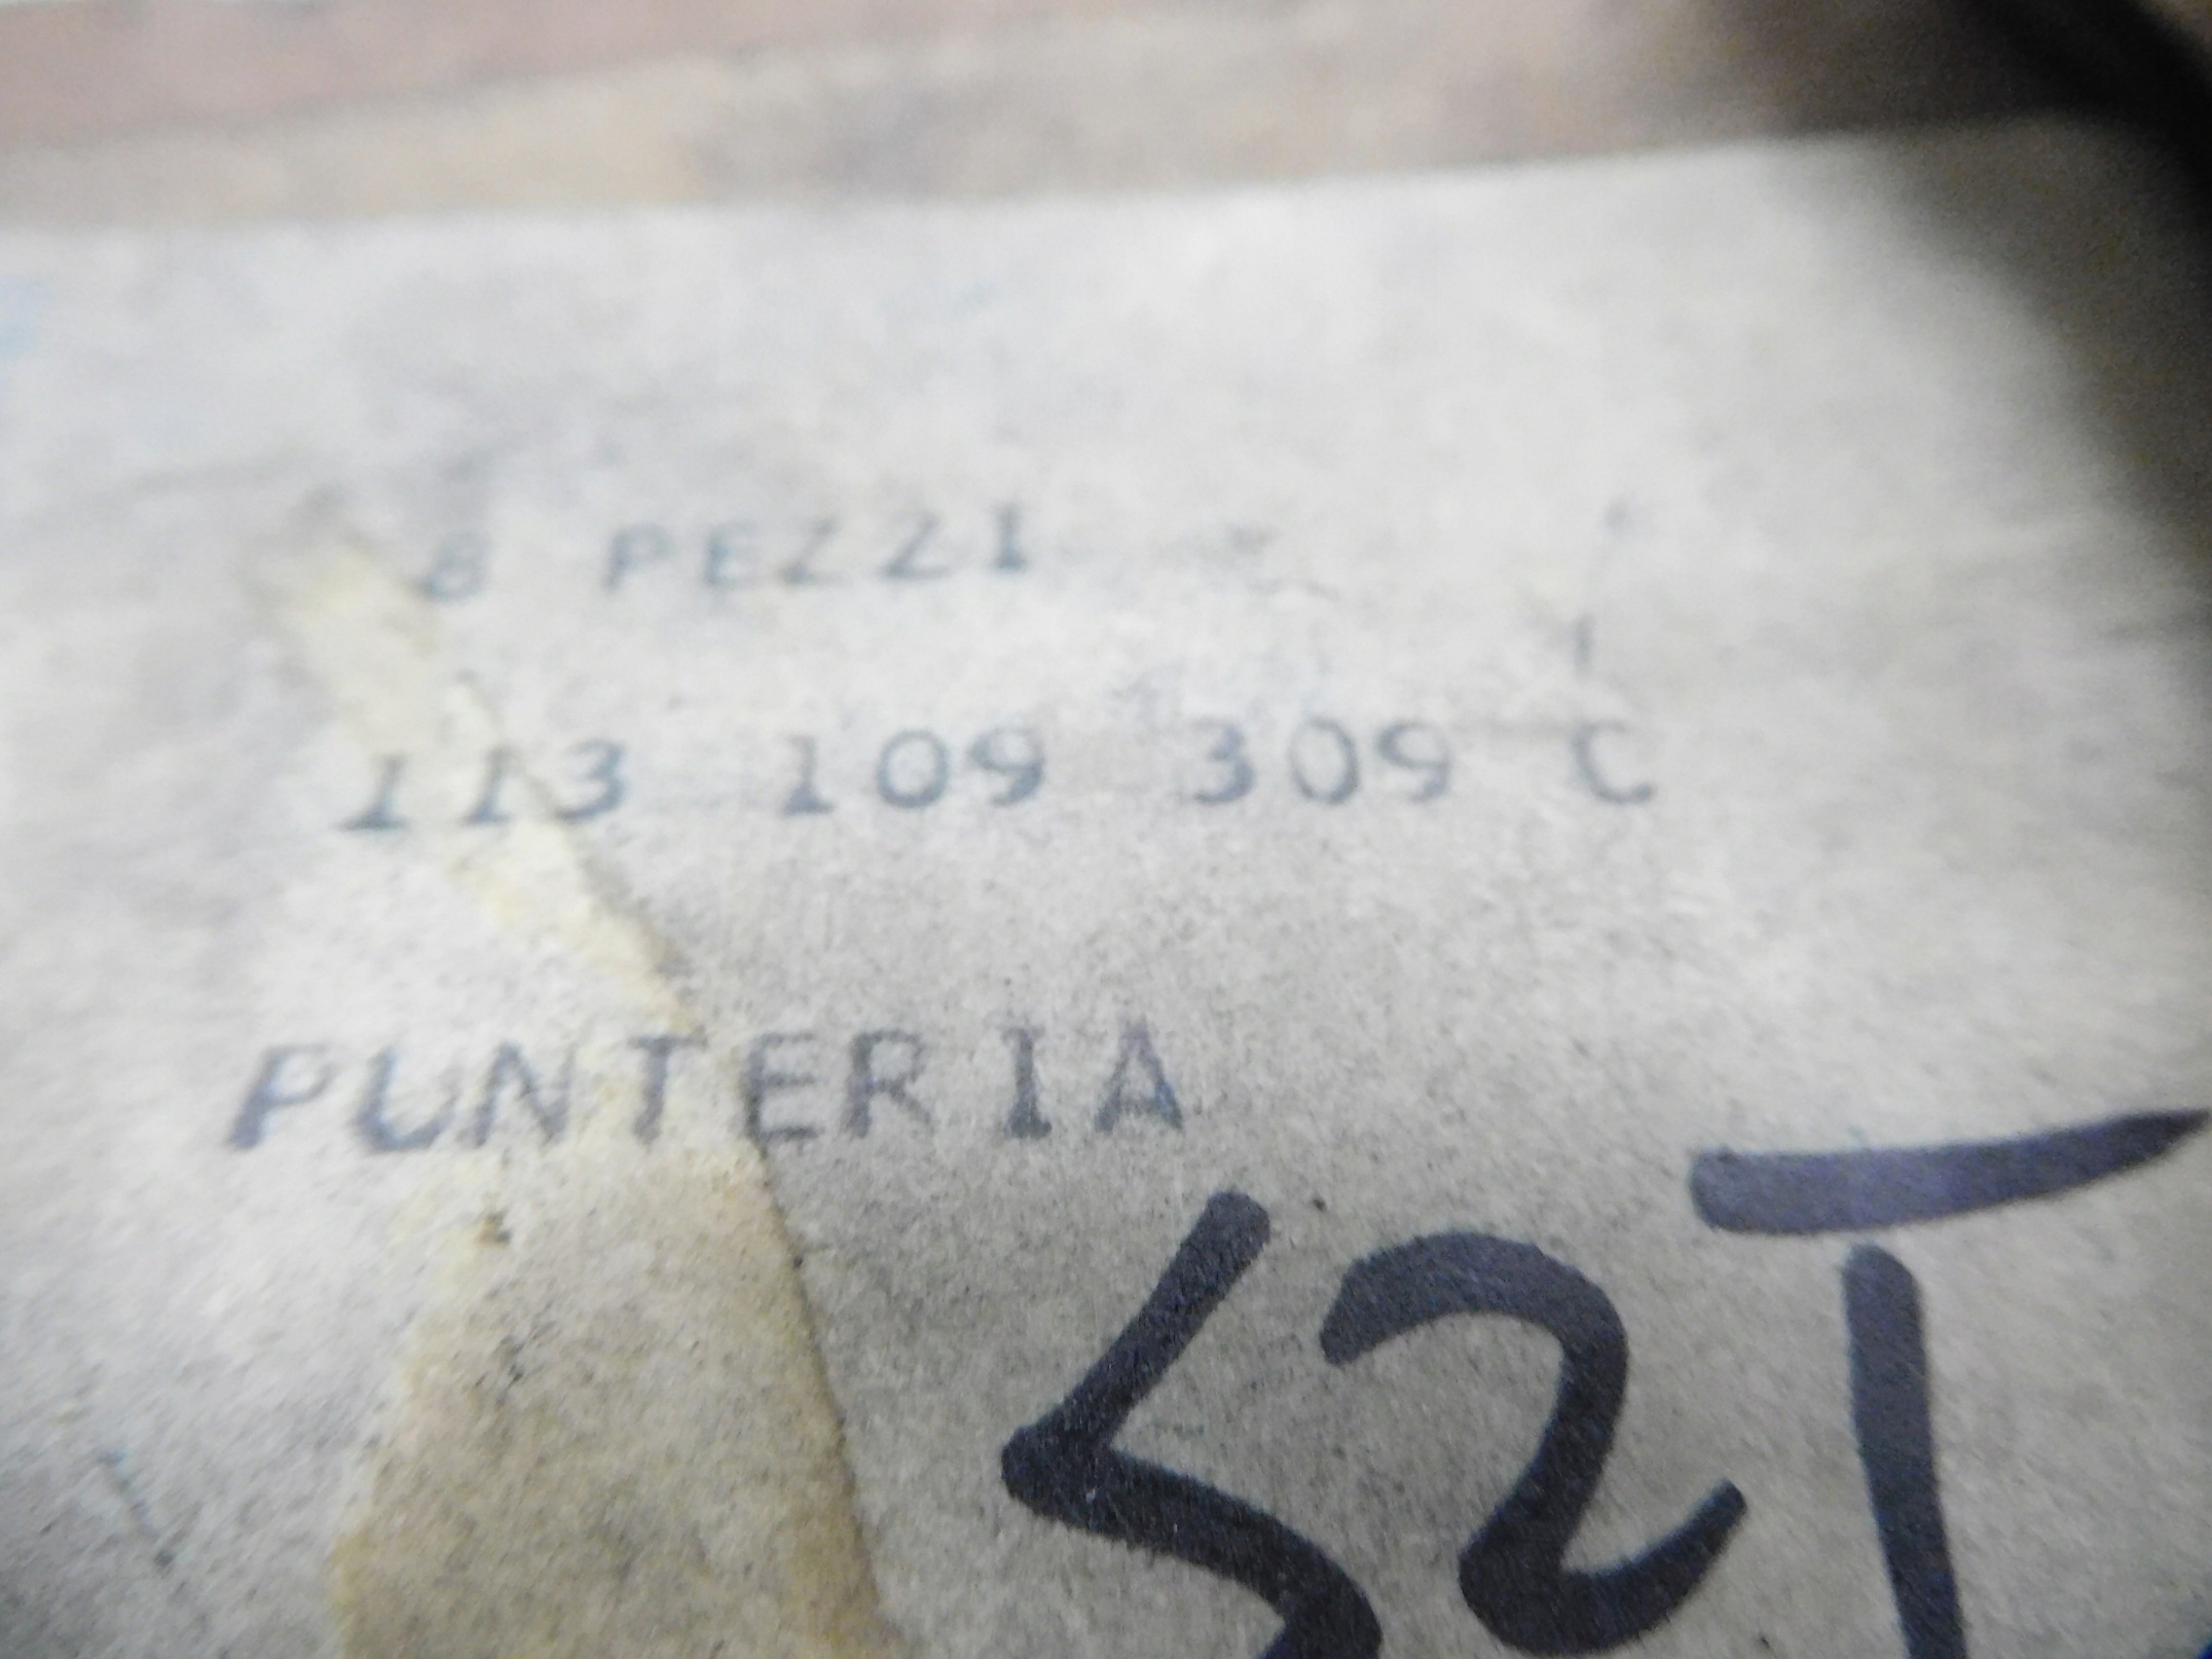 8 PEZZI
113 109 309 C
PUNTERIA
52T